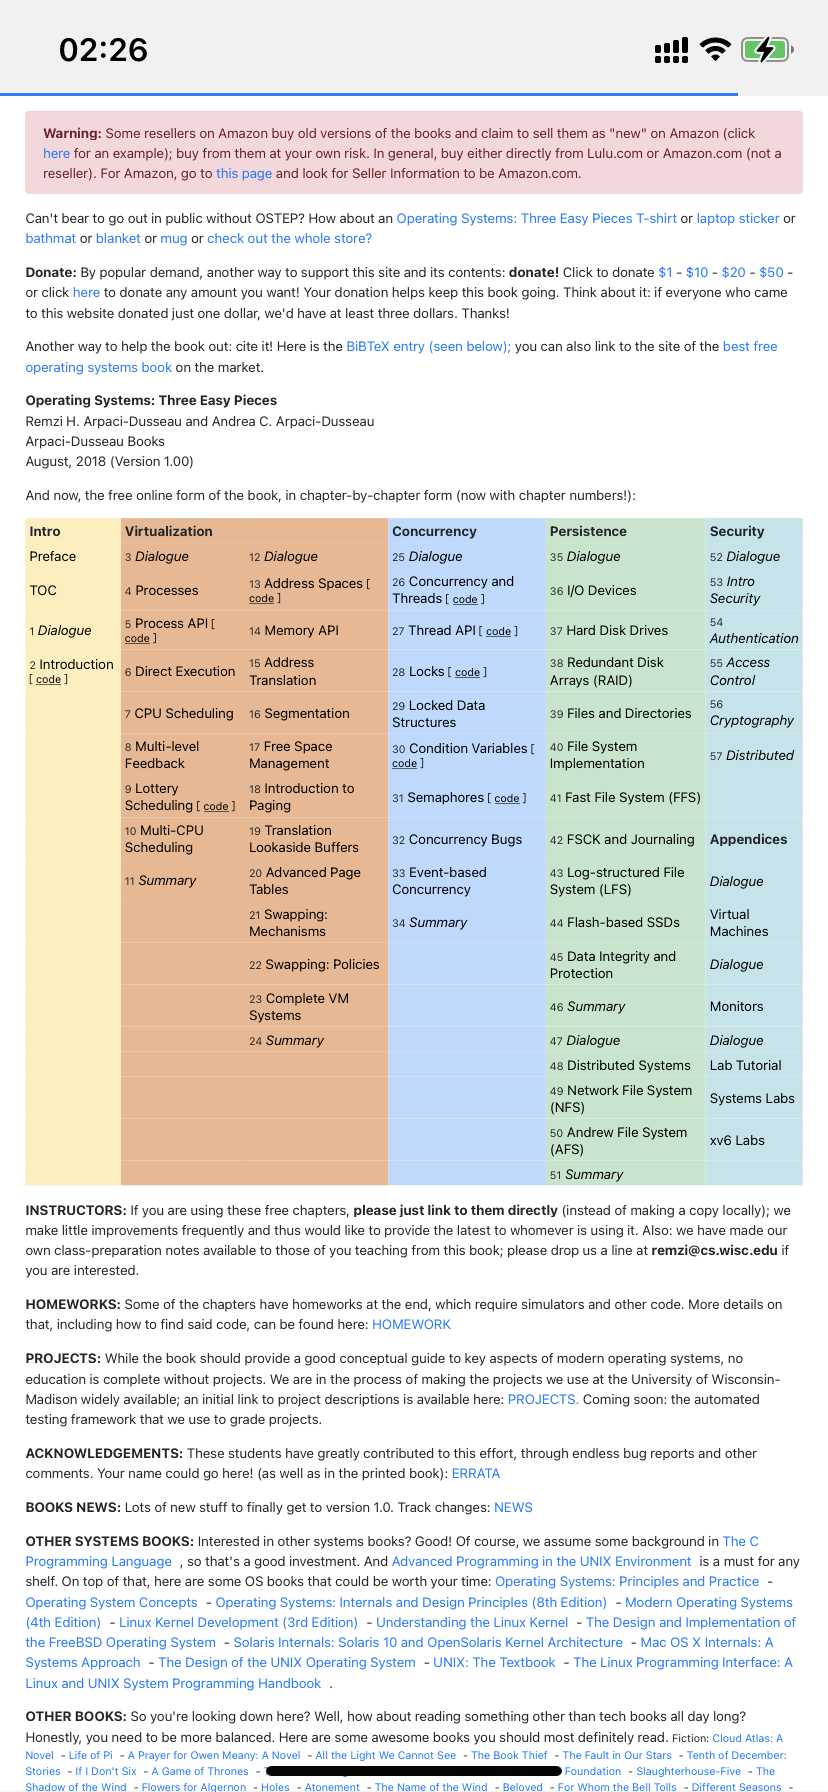 02:26
Warning: Some resellers on Amazon buy old versions of the books and claim to sell them as "new" on Amazon (click
here for an example); buy from them at your own risk. In general, buy either directly from Lulu.com or Amazon.com (not a
reseller). For Amazon, go to this page and look for Seller Information to be Amazon.com.
Can't bear to go out in public without OSTEP? How about an Operating Systems: Three Easy Pieces T-shirt or laptop sticker or
bathmat or blanket or mug or check out the whole store?
Donate: By popular demand, another way to support this site and its contents: donate! Click to donate $1 - $10 - $20 - $50 -
or click here to donate any amount you want! Your donation helps keep this book going. Think about it: if everyone who came
to this website donated just one dollar, we'd have at least three dollars. Thanks!
Another way to help the book out: cite it! Here is the BiBTeX entry (seen below); you can also link to the site of the best free
operating systems book on the market.
Operating Systems: Three Easy Pieces
Remzi H. Arpaci-Dusseau and Andrea C. Arpaci-Dusseau
Arpaci-Dusseau Books
August, 2018 (Version 1.00)
And now, the free online form of the book, in chapter-by-chapter form (now with chapter numbers!):
Intro
Preface
TOC
1 Dialogue
2 Introduction
[ code ]
Virtualization
3 Dialogue
4 Processes
5 Process API [
code ]
6 Direct Execution
7 CPU Scheduling
8 Multi-level
Feedback
9 Lottery
Scheduling [ code ]
10 Multi-CPU
Scheduling
11 Summary
12 Dialogue
13 Address Spaces [
code ]
14 Memory API
15 Address
Translation
16 Segmentation
17 Free Space
Management
18 Introduction to
Paging
19 Translation
Lookaside Buffers
20 Advanced Page
Tables
21 Swapping:
Mechanisms
22 Swapping: Policies
23 Complete VM
Systems
24 Summary
Concurrency
25 Dialogue
26 Concurrency and
Threads [ code ]
27 Thread API [ code ]
28 Locks [ code ]
29 Locked Data
Structures
30 Condition Variables [
code ]
31 Semaphores [ code ]
32 Concurrency Bugs
33 Event-based
Concurrency
34 Summary
Persistence
35 Dialogue
36 I/O Devices
37 Hard Disk Drives
38 Redundant Disk
Arrays (RAID)
39 Files and Directories
40 File System
Implementation
41 Fast File System (FFS)
42 FSCK and Journaling
43 Log-structured File
System (LFS)
44 Flash-based SSDs
45 Data Integrity and
Protection
46 Summary
47 Dialogue
48 Distributed Systems
49 Network File System
(NFS)
50 Andrew File System
(AFS)
51 Summary
Security
52 Dialogue
53 Intro
Security
54
Authentication
55 Access
Control
56
Cryptography
57 Distributed
Appendices
Dialogue
Virtual
Machines
Dialogue
Monitors
Dialogue
Lab Tutorial
Systems Labs
xv6 Labs
INSTRUCTORS: If you are using these free chapters, please just link to them directly (instead of making a copy locally); we
make little improvements frequently and thus would like to provide the latest to whomever is using it. Also: we have made our
own class-preparation notes available to those of you teaching from this book; please drop us a line at remzi@cs.wisc.edu if
you are interested.
HOMEWORKS: Some of the chapters have homeworks at the end, which require simulators and other code. More details on
that, including how to find said code, can be found here: HOMEWORK
PROJECTS: While the book should provide a good conceptual guide to key aspects of modern operating systems, no
education is complete without projects. We are in the process of making the projects we use at the University of Wisconsin-
Madison widely available; an initial link to project descriptions is available here: PROJECTS. Coming soon: the automated
testing framework that we use to grade projects.
ACKNOWLEDGEMENTS: These students have greatly contributed to this effort, through endless bug reports and other
comments. Your name could go here! (as well as in the printed book): ERRATA
BOOKS NEWS: Lots of new stuff to finally get to version 1.0. Track changes: NEWS
OTHER SYSTEMS BOOKS: Interested in other systems books? Good! Of course, we assume some background in The C
Programming Language , so that's a good investment. And Advanced Programming in the UNIX Environment is a must for any
shelf. On top of that, here are some OS books that could be worth your time: Operating Systems: Principles and Practice -
Operating System Concepts - Operating Systems: Internals and Design Principles (8th Edition) - Modern Operating Systems
(4th Edition) - Linux Kernel Development (3rd Edition) - Understanding the Linux Kernel - The Design and Implementation of
the FreeBSD Operating System - Solaris Internals: Solaris 10 and OpenSolaris Kernel Architecture - Mac OS X Internals: A
Systems Approach - The Design of the UNIX Operating System - UNIX: The Textbook - The Linux Programming Interface: A
Linux and UNIX System Programming Handbook .
OTHER BOOKS: So you're looking down here? Well, how about reading something other than tech books all day long?
Honestly, you need to be more balanced. Here are some awesome books you should most definitely read. Fiction: Cloud Atlas: A
Novel - Life of Pi - A Prayer for Owen Meany: A Novel - All the Light We Cannot See - The Book Thief - The Fault in Our Stars - Tenth of December:
Stories - If I Don't Six - A Game of Thrones - Foundation - Slaughterhouse-Five - The
Shadow of the Wind - Flowers for Algernon - Holes - Atonement - The Name of the Wind - Beloved - For Whom the Bell Tolls - Different Seasons -